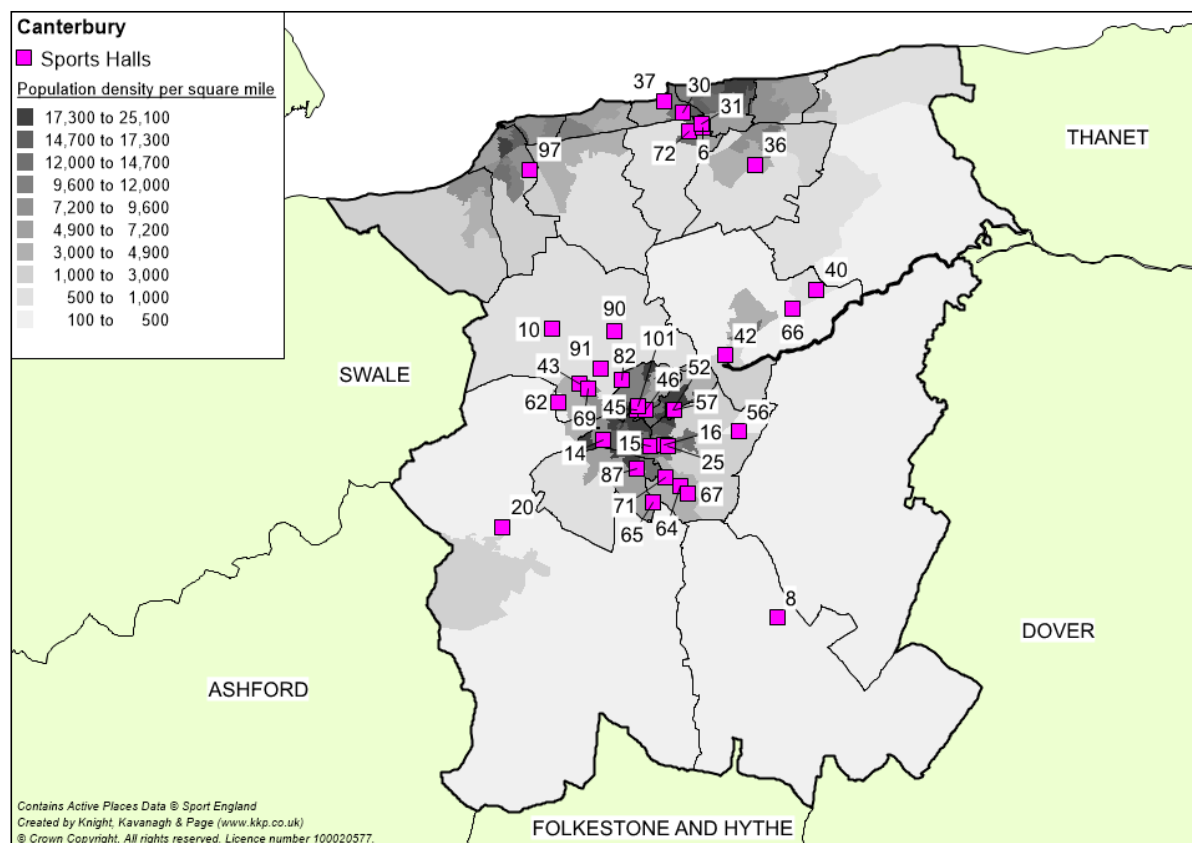 Canterbury
Sports Halls
Population density per square mile
17,300 to 25,100
14,700 to 17,300
12,000 to 14,700
9,600 to 12,000
7,200 to 9,600
4,900 to 7,200
3,000 to 4,900
1,000 to 3,000
500 to 1,000
100 to 500
37
30
31
THANET
97
72
6
36
40
10
90
66
101
42
91
82
52
SWALE
43
46
62
69
45
57
56
14
15
16
87
25
20
71
67
65
64
8
DOVER
ASHFORD
Contains Active Places Data © Sport England
Created by Knight, Kavanagh & Page (www.kkp.co.uk)
© Crown Copyright. All rights reserved. Licence number 100020577.
FOLKESTONE AND HYTHE